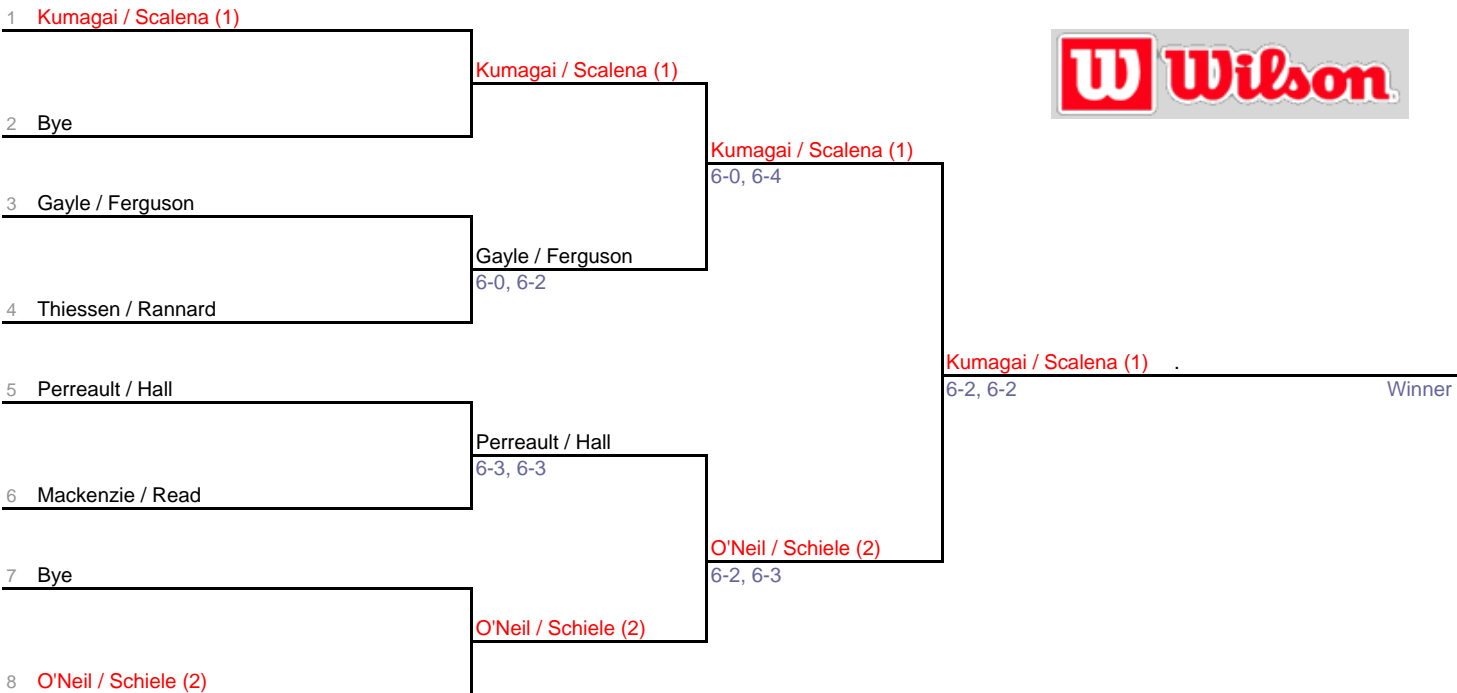 1 Kumagai / Scalena (1)
W Wilson
Kumagai / Scalena (1)
2 Bye
Kumagai / Scalena (1)
6-0, 6-4
3 Gayle / Ferguson
Gayle / Ferguson
6-0, 6-2
4 Thiessen / Rannard
Kumagai / Scalena (1) .
6-2, 6-2 Winner
5 Perreault / Hall
Perreault / Hall
6-3, 6-3
6 Mackenzie / Read
O'Neil / Schiele (2)
6-2, 6-3
7 Bye
O'Neil / Schiele (2)
8 O'Neil / Schiele (2)